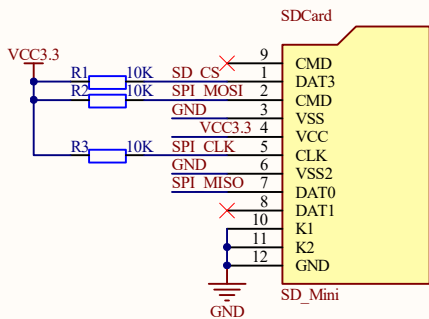 SDCard
VCC3.3
9 CMD
R1 10K SD_CS 1 DAT3
R2 10K SPI_MOSI 2 CMD
GND 3 VSS
VCC3.3 4 VCC
R3 10K SPI_CLK 5 CLK
GND 6 VSS2
SPI_MISO 7 DAT0
8 DAT1
10 K1
11 K2
12 GND
SD_Mini
GND